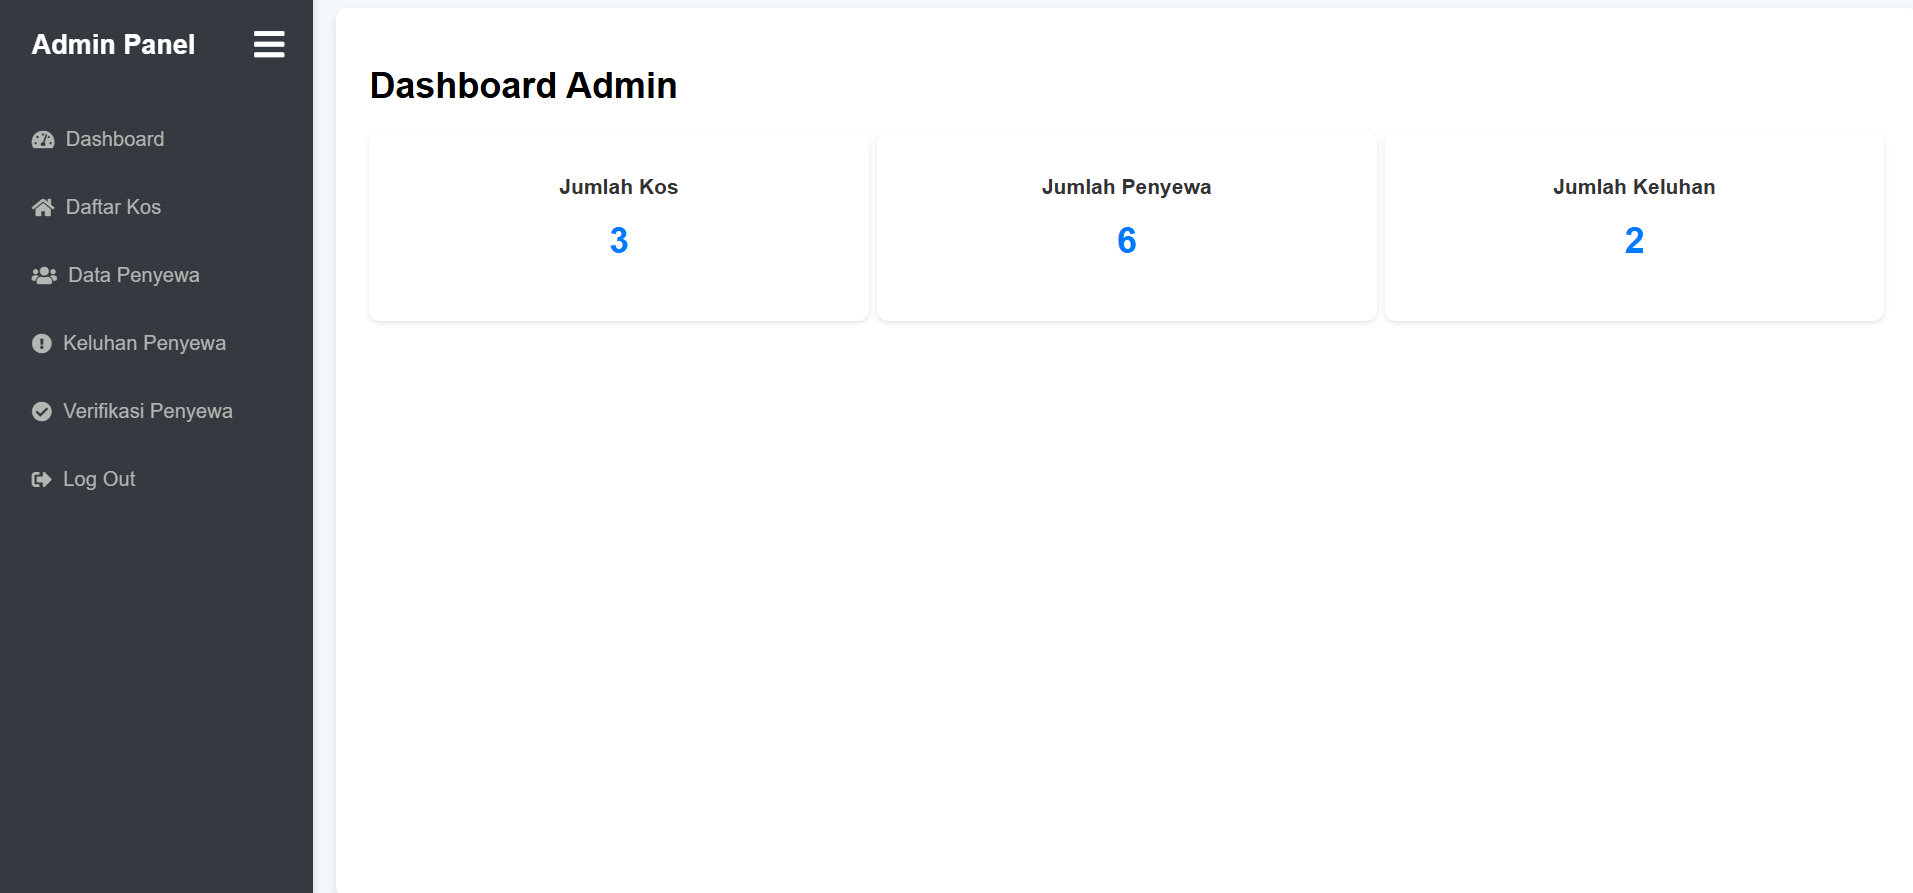 Admin Panel
Dashboard
Daftar Kos
Data Penyewa
Keluhan Penyewa
Verifikasi Penyewa
Log Out
Dashboard Admin
Jumlah Kos
3
Jumlah Penyewa
6
Jumlah Keluhan
2